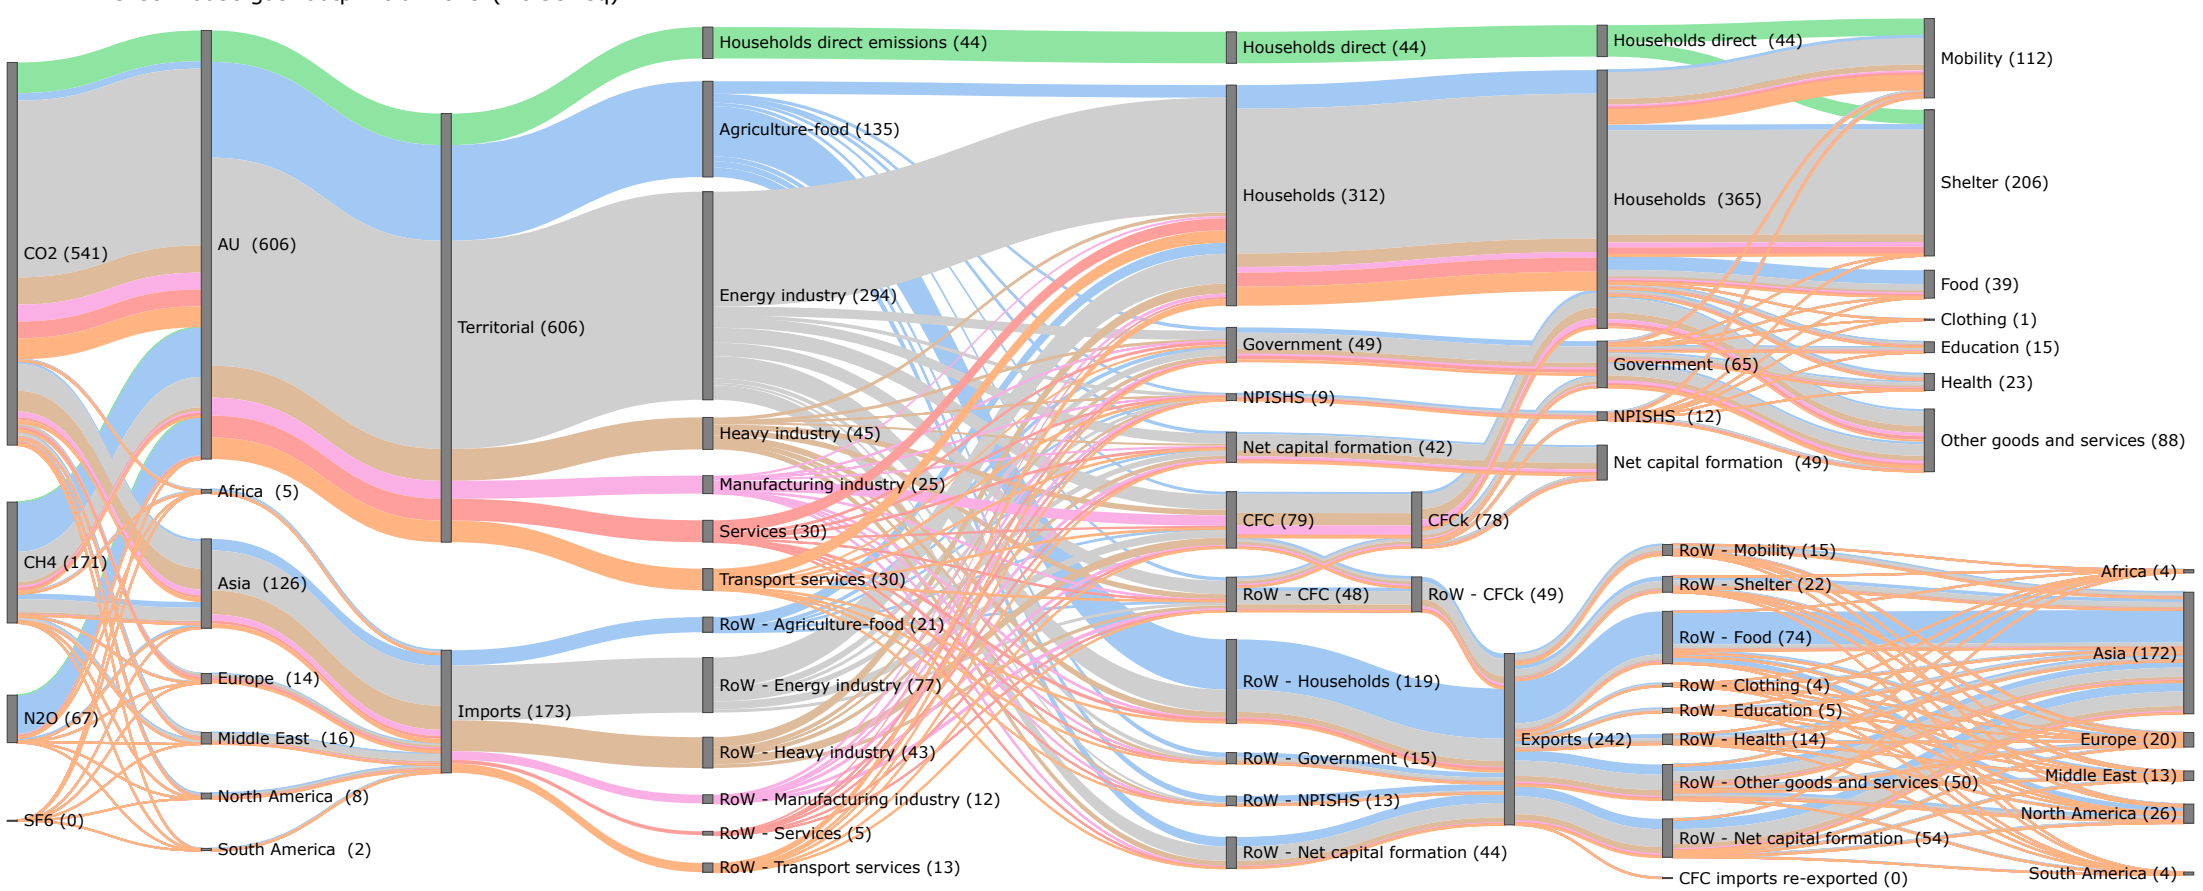 CO2 (541)
CH4 (171)
N2O (67)
SF6 (0)
AU  (606)
Africa  (5)
Asia  (126)
Europe  (14)
Middle East  (16)
North America  (8)
South America  (2)
Territorial (606)
Imports (173)
Households direct emissions (44)
Agriculture-food (135)
Energy industry (294)
Heavy industry (45)
Manufacturing industry (25)
Services (30)
Transport services (30)
RoW - Agriculture-food (21)
RoW - Energy industry (77)
RoW - Heavy industry (43)
RoW - Manufacturing industry (12)
RoW - Services (5)
RoW - Transport services (13)
Households direct (44)
Households (312)
Government (49)
NPISHS (9)
Net capital formation (42)
CFC (79)
RoW - CFC (48)
RoW - Households (119)
RoW - Government (15)
RoW - NPISHS (13)
RoW - Net capital formation (44)
CFCk (78)
RoW - CFCk (49)
Exports (242)
Households direct  (44)
Households  (365)
Government  (65)
NPISHS  (12)
Net capital formation  (49)
RoW - Mobility (15)
RoW - Shelter (22)
RoW - Food (74)
RoW - Clothing (4)
RoW - Education (5)
RoW - Health (14)
RoW - Other goods and services (50)
RoW - Net capital formation  (54)
CFC imports re-exported (0)
Mobility (112)
Shelter (206)
Food (39)
Clothing (1)
Education (15)
Health (23)
Other goods and services (88)
Africa (4)
Asia (172)
Europe (20)
Middle East (13)
North America (26)
South America (4)